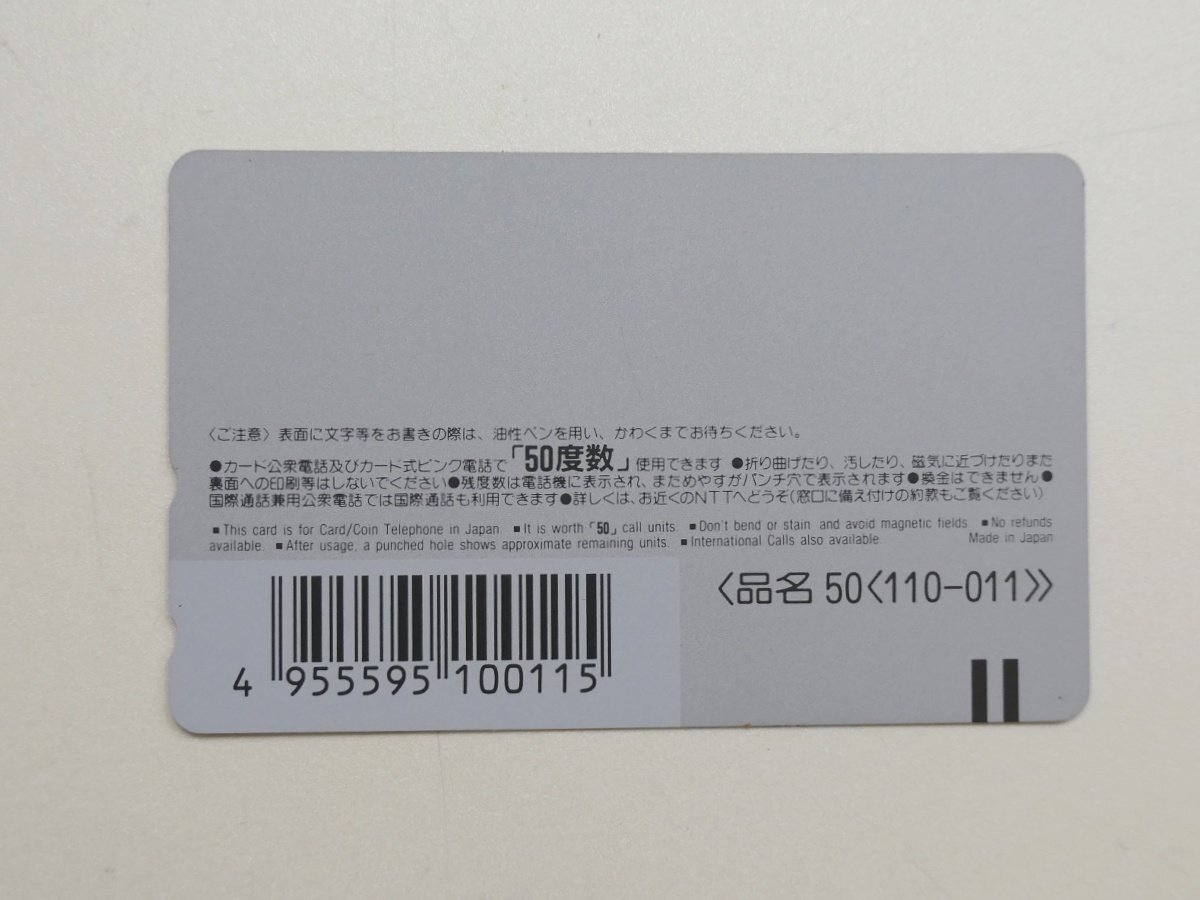 〈ご注意〉表面に文字等をお書きの際は、油性ペンを用い、かわくまでお待ちください。
●カード公衆電話及びカード式ピンク電話で「50度数」使用できます ●折り曲げたり、汚したり、磁気に近づけたりまた
裏面への印刷等はしないでください●残度数は電話機に表示され、まためやすがパンチ穴で表示されます●換金はできません●
国際通話兼用公衆電話では国際通話も利用できます●詳しくは、お近くのNTTへどうぞ(窓口に備え付けの約款もご覧ください)
■This card is for Card/Coin Telephone in Japan. ■It is worth「50」call units. ■Don't bend or stain and avoid magnetic fields. ■No refunds
available. ■After usage, a punched hole shows approximate remaining units. ■International Calls also available. Made in Japan
〈品名 50〈110-011〉〉
4 955595 100115